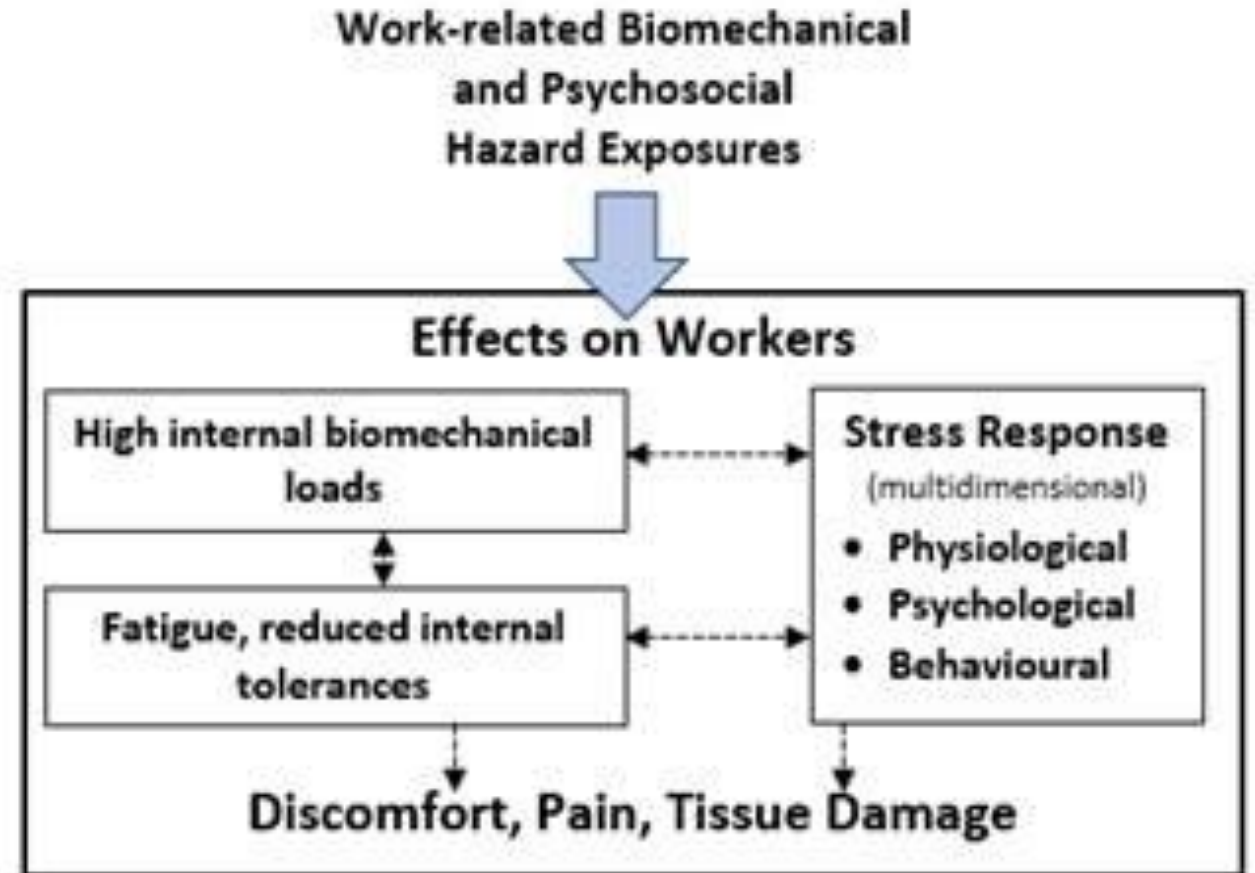 Work-related Biomechanical
and Psychosocial
Hazard Exposures
Effects on Workers
High internal biomechanical
loads
Fatigue, reduced internal
tolerances
Stress Response
(multidimensional)
• Physiological
• Psychological
• Behavioural
Discomfort, Pain, Tissue Damage